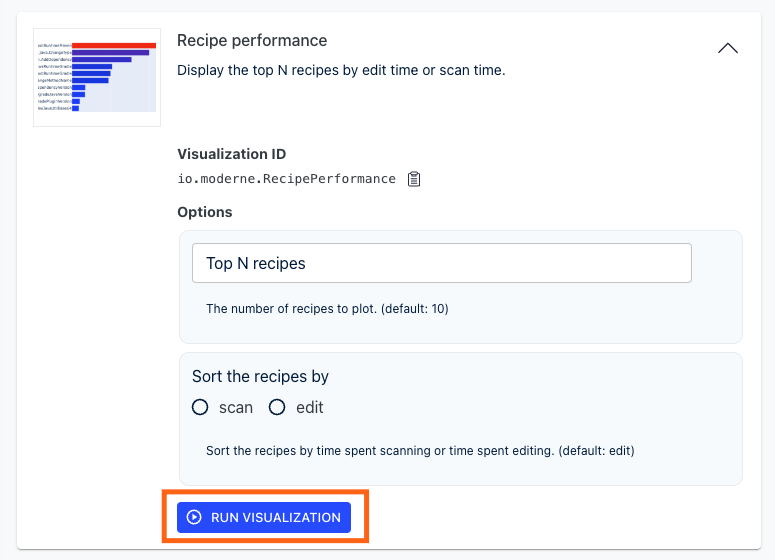 Recipe performance
Display the top N recipes by edit time or scan time.
Visualization ID
io.moderne.RecipePerformance
Options
Top N recipes
The number of recipes to plot. (default: 10)
Sort the recipes by
scan edit
Sort the recipes by time spent scanning or time spent editing. (default: edit)
RUN VISUALIZATION